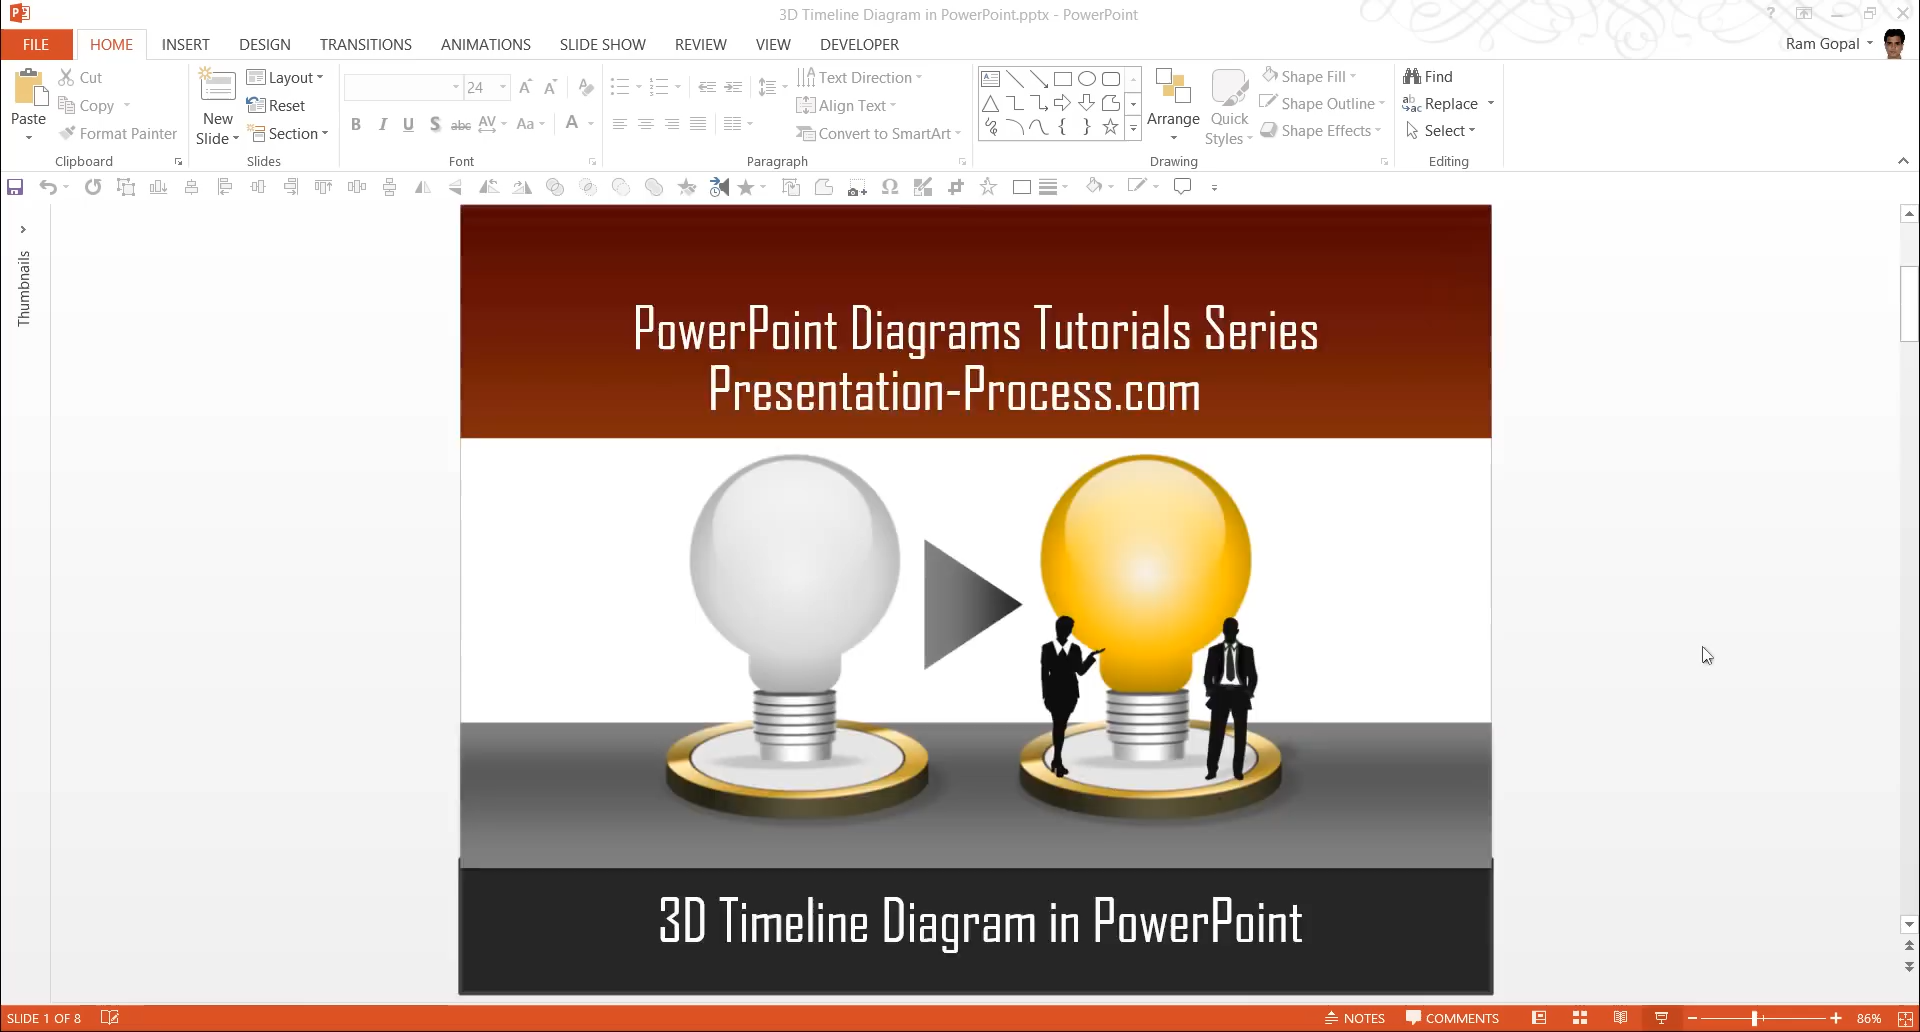 3D Timeline Diagram in PowerPoint.pptx - PowerPoint
FILE HOME INSERT DESIGN TRANSITIONS ANIMATIONS SLIDE SHOW REVIEW VIEW DEVELOPER Ram Gopal
Paste
Cut
Copy
Format Painter
Clipboard
New
Slide
Layout
Reset
Section
Slides
24
B I U S abc AV Aa A
Font
Text Direction
Align Text
Convert to SmartArt
Paragraph
Arrange
Quick
Styles
Shape Fill
Shape Outline
Shape Effects
Drawing
Find
Replace
Select
Editing
Thumbnails
PowerPoint Diagrams Tutorials Series
Presentation-Process.com
3D Timeline Diagram in PowerPoint
SLIDE 1 OF 8 NOTES COMMENTS 86%